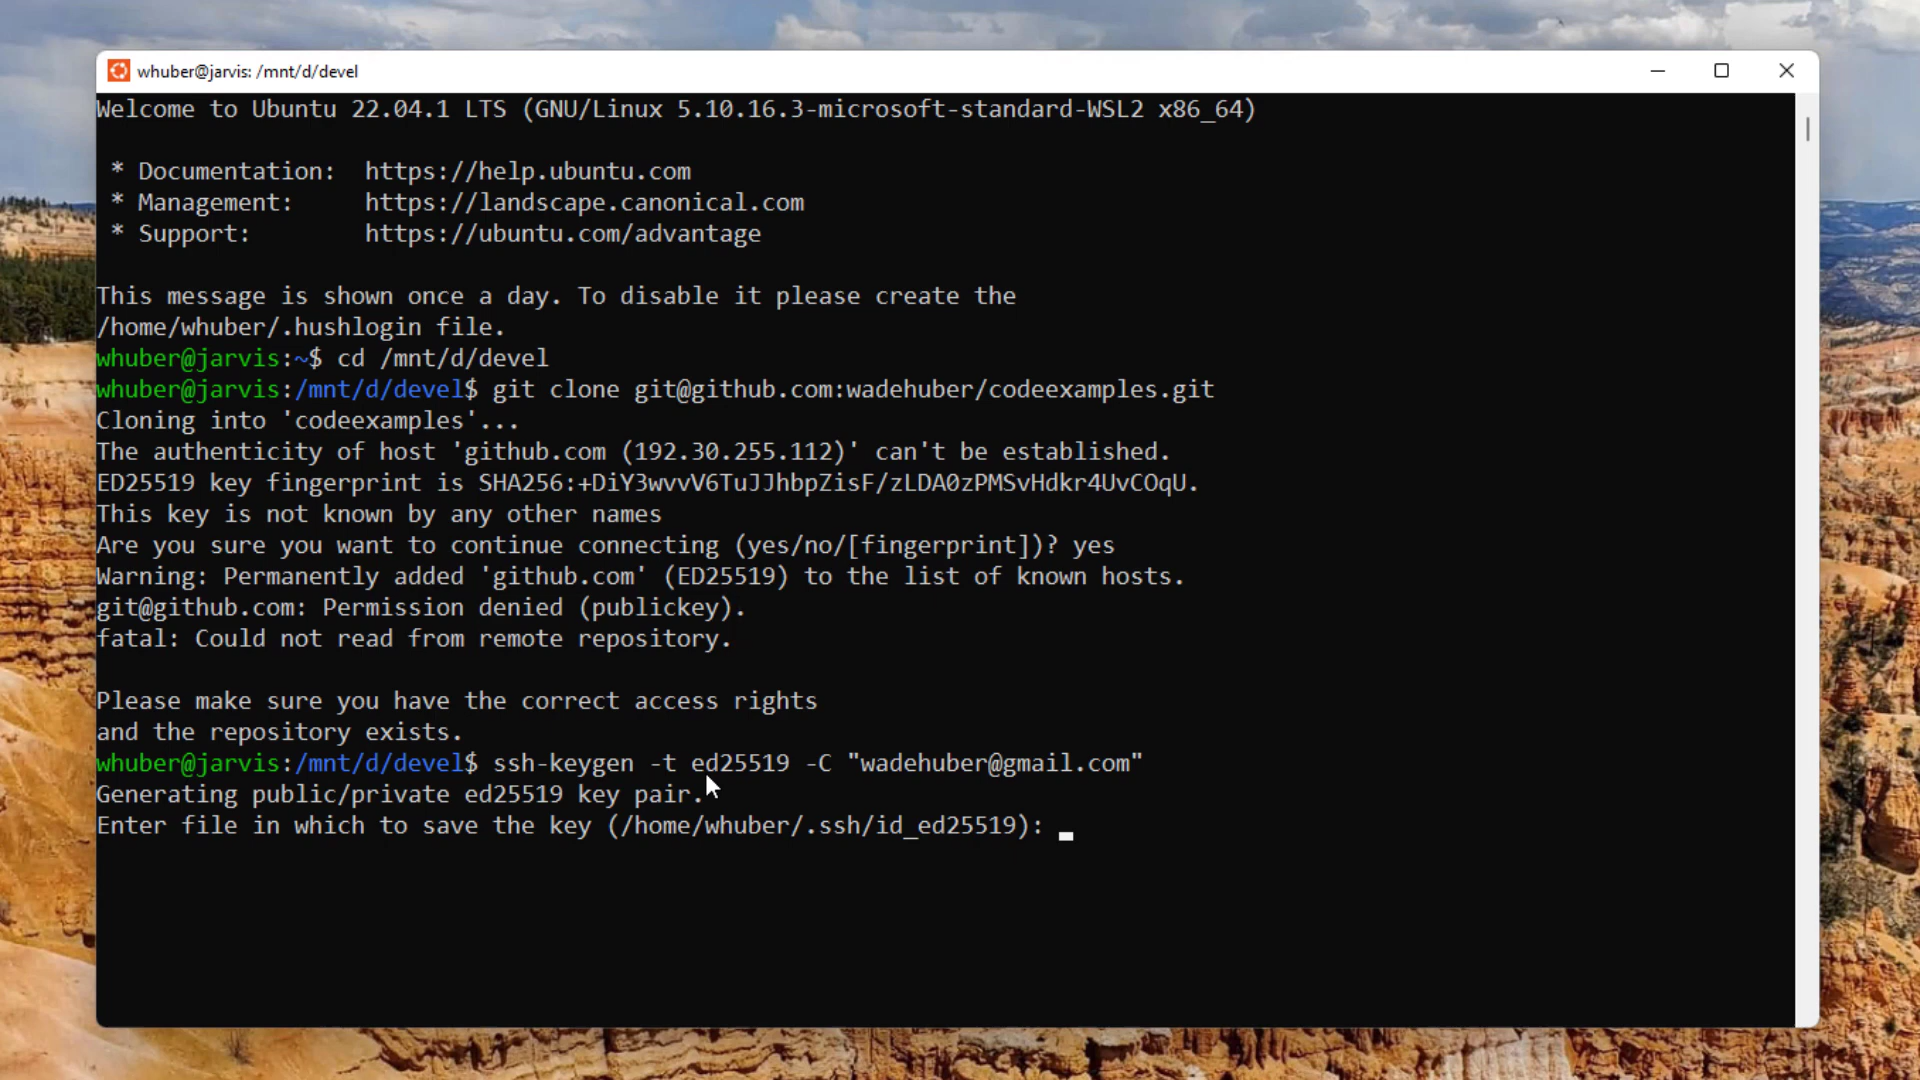 whuber@jarvis: /mnt/d/devel
Welcome to Ubuntu 22.04.1 LTS (GNU/Linux 5.10.16.3-microsoft-standard-WSL2 x86_64)
* Documentation:  https://help.ubuntu.com
* Management:     https://landscape.canonical.com
* Support:        https://ubuntu.com/advantage
This message is shown once a day. To disable it please create the
/home/whuber/.hushlogin file.
whuber@jarvis:~$ cd /mnt/d/devel
whuber@jarvis:/mnt/d/devel$ git clone git@github.com:wadehuber/codeexamples.git
Cloning into 'codeexamples'...
The authenticity of host 'github.com (192.30.255.112)' can't be established.
ED25519 key fingerprint is SHA256:+DiY3wvvV6TuJJhbpZisF/zLDA0zPMSvHdkr4UvCOqU.
This key is not known by any other names
Are you sure you want to continue connecting (yes/no/[fingerprint])? yes
Warning: Permanently added 'github.com' (ED25519) to the list of known hosts.
git@github.com: Permission denied (publickey).
fatal: Could not read from remote repository.
Please make sure you have the correct access rights
and the repository exists.
whuber@jarvis:/mnt/d/devel$ ssh-keygen -t ed25519 -C "wadehuber@gmail.com"
Generating public/private ed25519 key pair.
Enter file in which to save the key (/home/whuber/.ssh/id_ed25519):